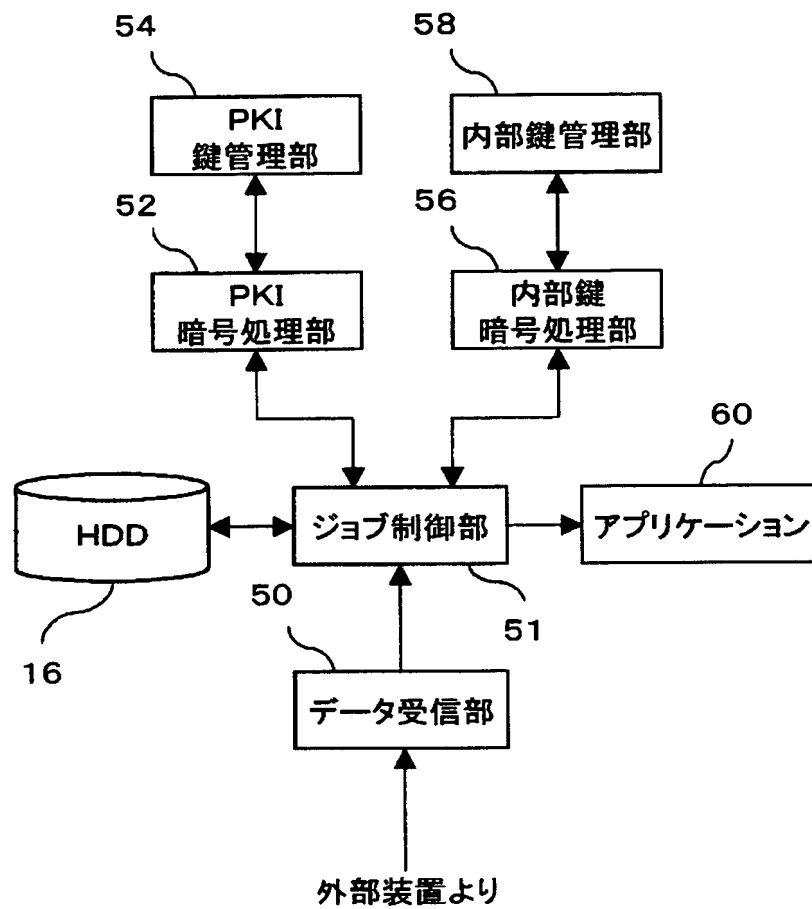 54
58
PKI
鍵管理部
内部鍵管理部
52
56
PKI
暗号処理部
内部鍵
暗号処理部
60
HDD
ジョブ制御部
アプリケーション
50
51
16
データ受信部
外部装置より